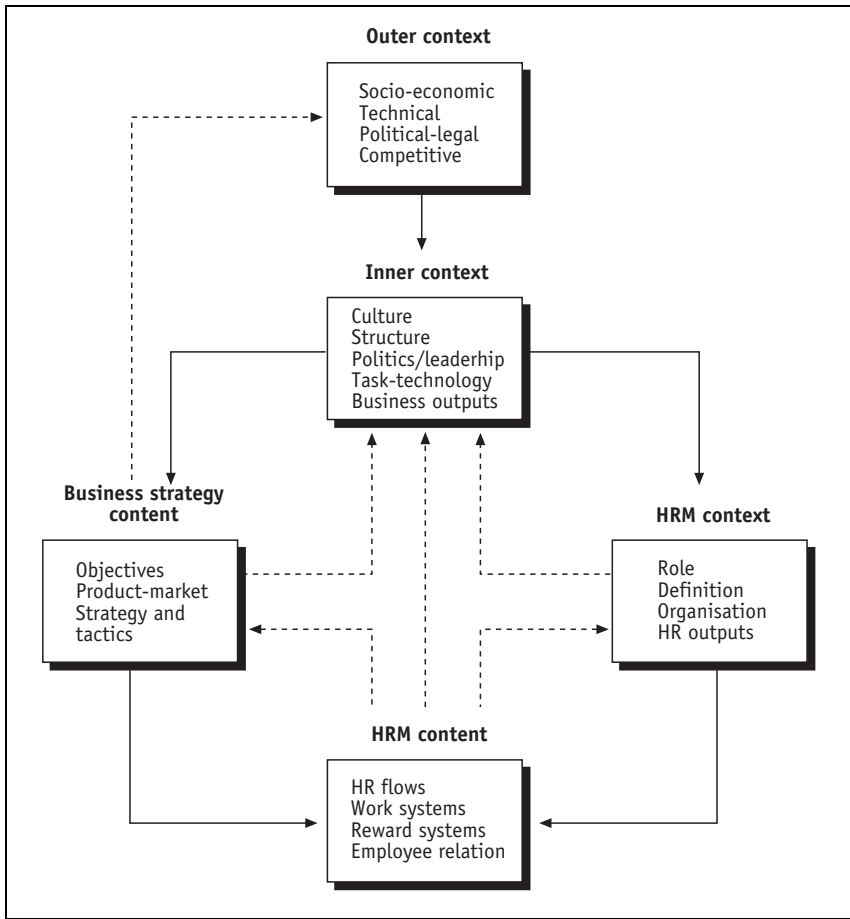 Outer context
Socio-economic
Technical
Political-legal
Competitive
Inner context
Culture
Structure
Politics/leaderhip
Task-technology
Business outputs
Business strategy
content
Objectives
Product-market
Strategy and
tactics
HRM context
Role
Definition
Organisation
HR outputs
HRM content
HR flows
Work systems
Reward systems
Employee relation